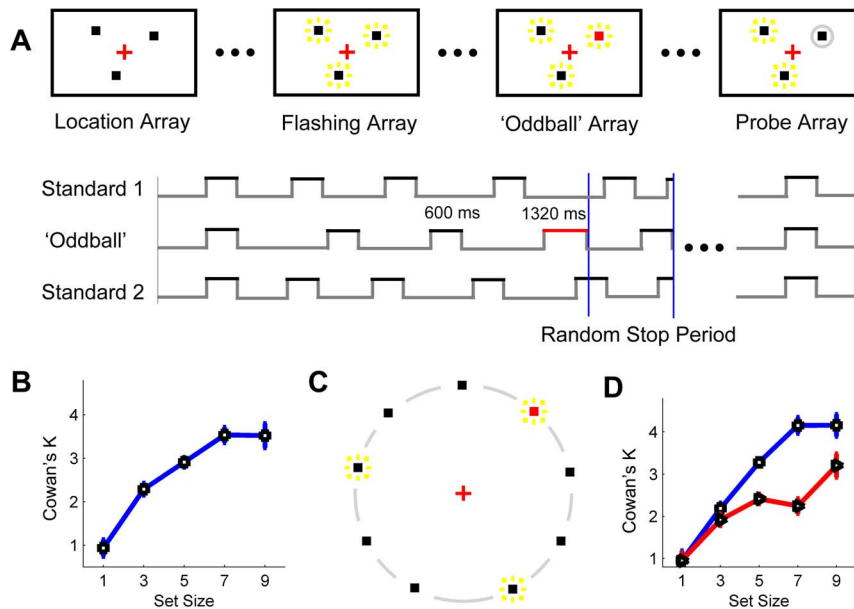 A
Location Array
Flashing Array
'Oddball' Array
Probe Array
Standard 1
600 ms
1320 ms
'Oddball'
Standard 2
Random Stop Period
B
Cowan's K
4
3
2
1
1 3 5 7 9
Set Size
C
D
Cowan's K
4
3
2
1
1 3 5 7 9
Set Size